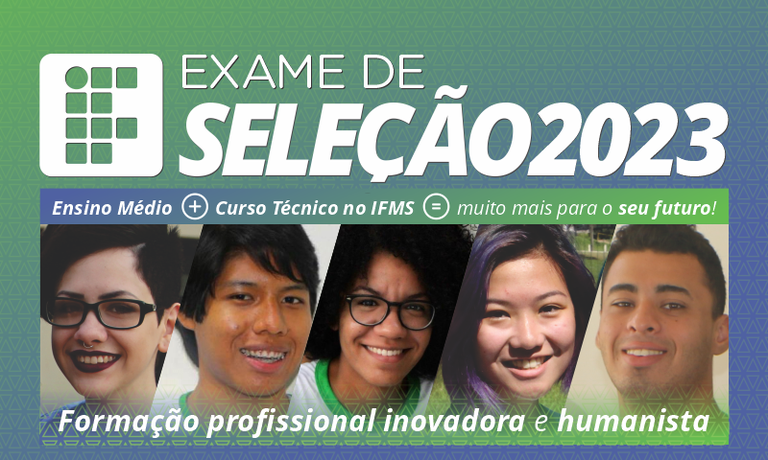 EXAME DE
SELEÇÃO2023
Ensino Médio + Curso Técnico no IFMS = muito mais para o seu futuro!
Formação profissional inovadora e humanista